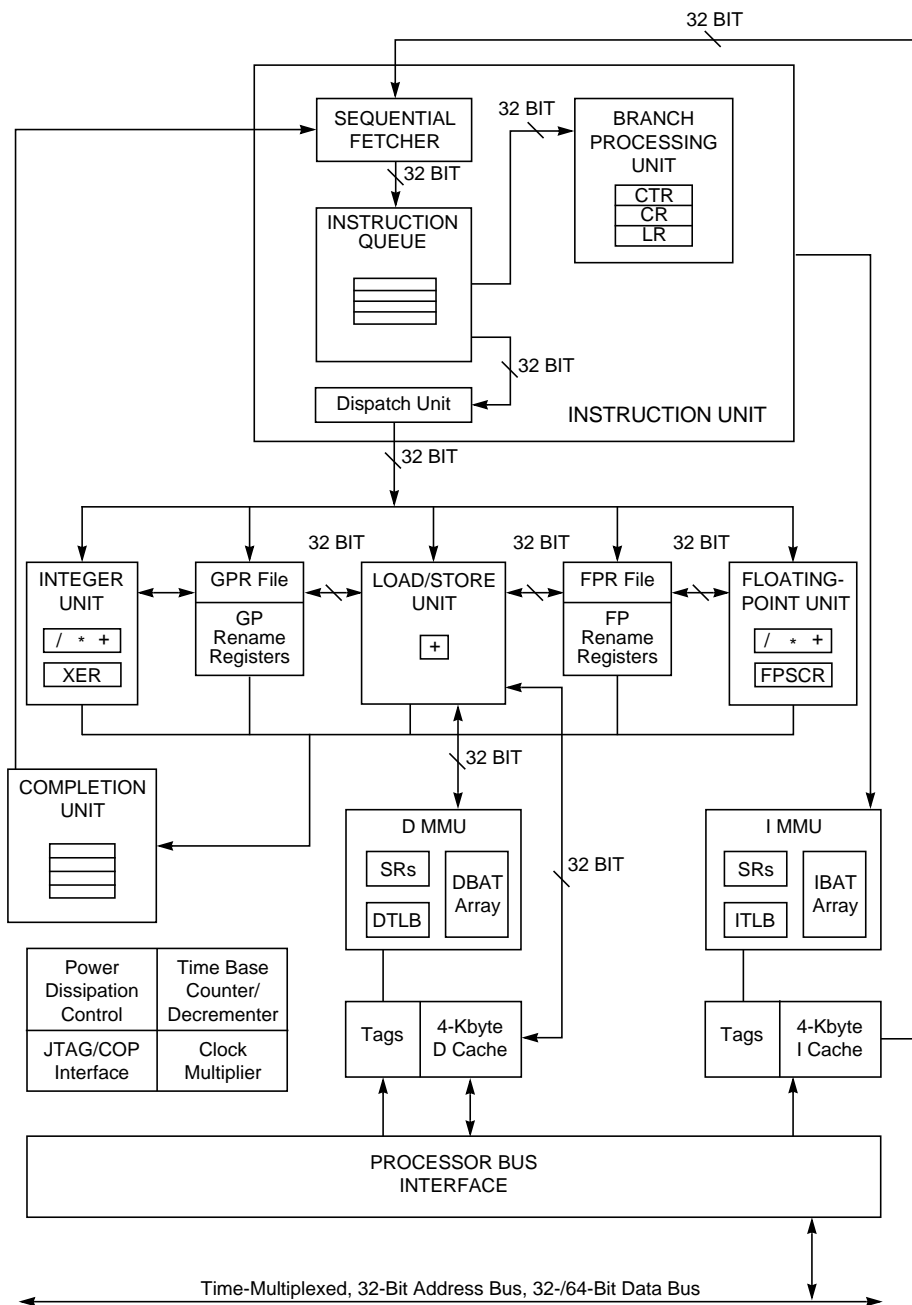 32 BIT
SEQUENTIAL
FETCHER
32 BIT
BRANCH
PROCESSING
UNIT
CTR
CR
LR
32 BIT
INSTRUCTION
QUEUE
32 BIT
Dispatch Unit
INSTRUCTION UNIT
32 BIT
INTEGER
UNIT
/ * +
XER
GPR File
GP
Rename
Registers
32 BIT
LOAD/STORE
UNIT
+
32 BIT
FPR File
FP
Rename
Registers
32 BIT
FLOATING-
POINT UNIT
/ * +
FPSCR
32 BIT
COMPLETION
UNIT
D MMU
SRs
DTLB
DBAT
Array
32 BIT
I MMU
SRs
ITLB
IBAT
Array
Power
Dissipation
Control
Time Base
Counter/
Decrementer
JTAG/COP
Interface
Clock
Multiplier
Tags
4-Kbyte
D Cache
Tags
4-Kbyte
I Cache
PROCESSOR BUS
INTERFACE
Time-Multiplexed, 32-Bit Address Bus, 32-/64-Bit Data Bus